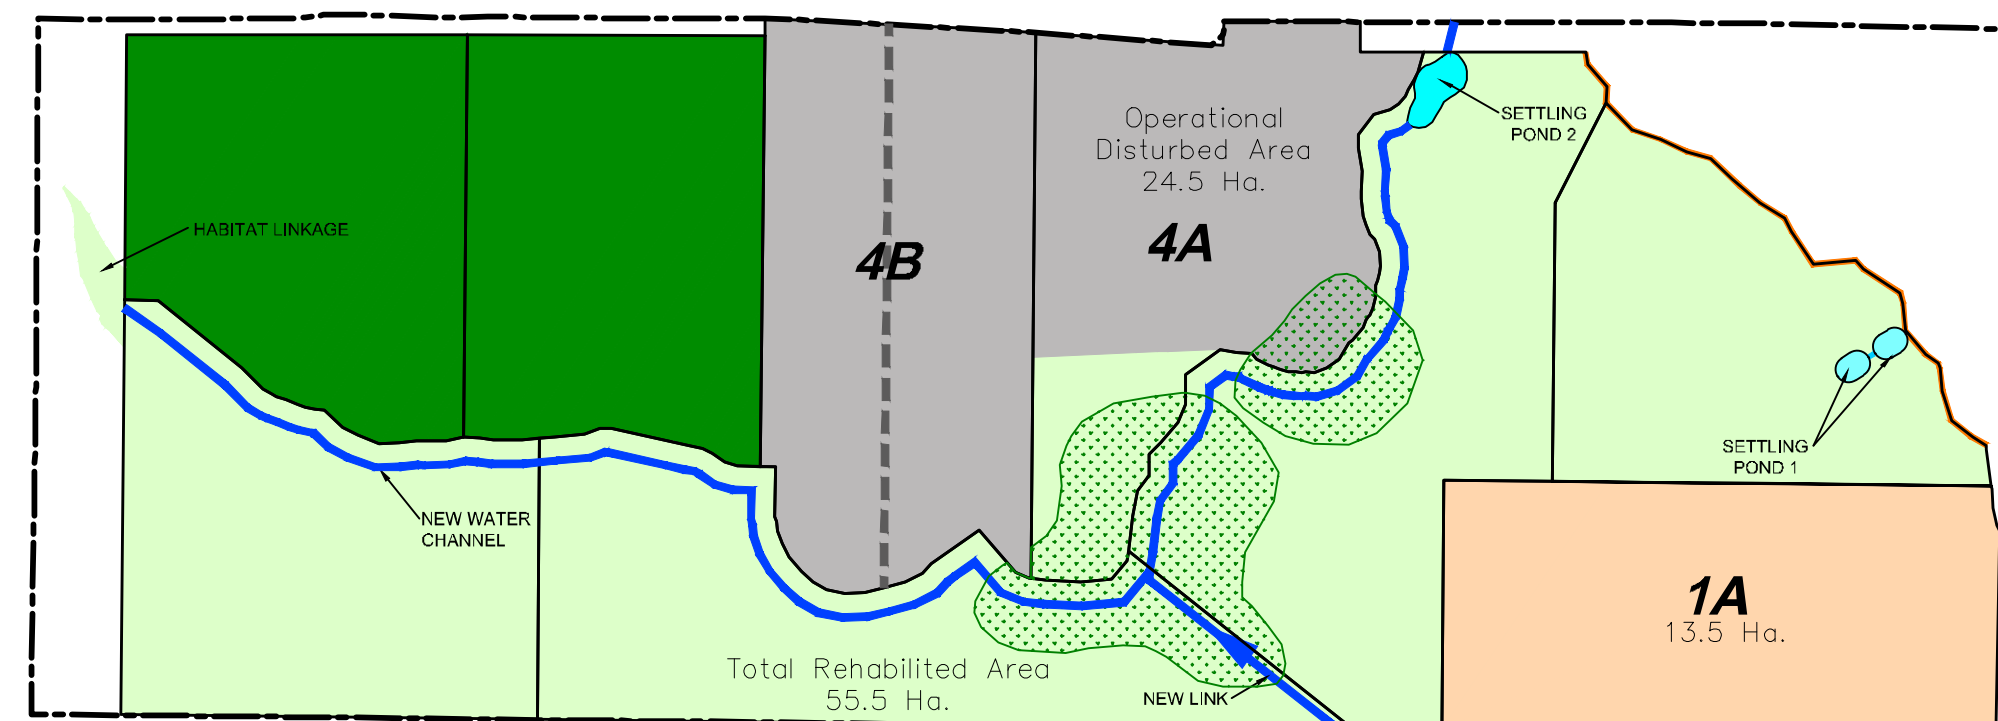 Operational
Disturbed Area
24.5 Ha.
SETTLING
POND 2
HABITAT LINKAGE
4B
4A
SETTLING
POND 1
NEW WATER
CHANNEL
1A
13.5 Ha.
Total Rehabilited Area
55.5 Ha.
NEW LINK